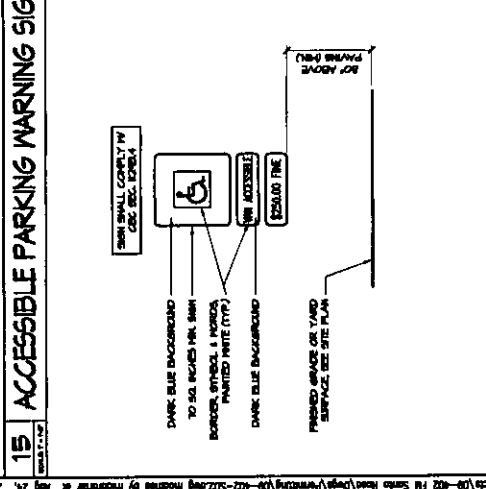 15 ACCESSIBLE PARKING WARNING SIG
SIGN SHALL COMPLY W/
CBC SEC.
VAN ACCESSIBLE
$250.00 FINE
80" ABOVE
PAVING (MIN.)
DARK BLUE BACKGROUND
70 SQ. INCHES MIN. SIGN
BORDER, SYMBOL & WORDS,
PAINTED WHITE (TYP.)
DARK BLUE BACKGROUND
FINISHED GRADE OR YARD
SURFACE, SEE SITE PLAN